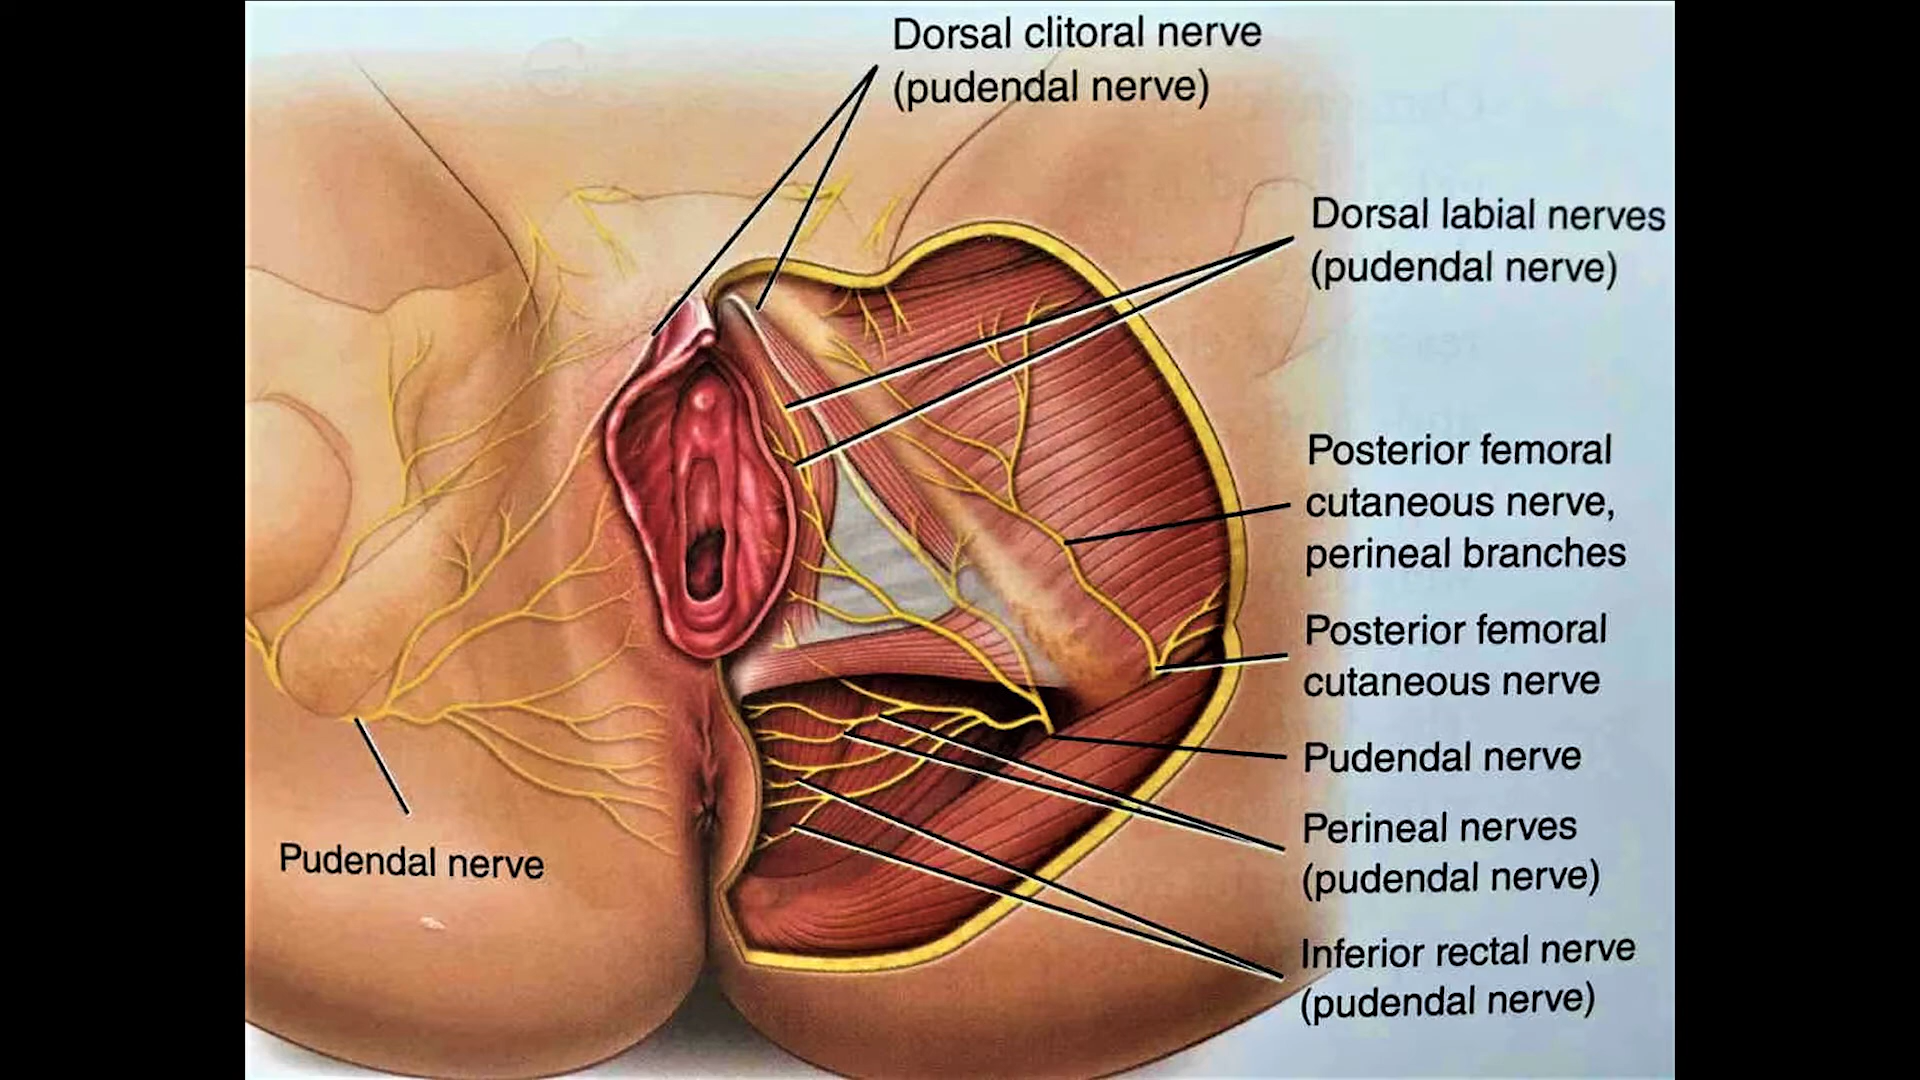 Dorsal clitoral nerve
(pudendal nerve)
Dorsal labial nerves
(pudendal nerve)
Posterior femoral
cutaneous nerve,
perineal branches
Posterior femoral
cutaneous nerve
Pudendal nerve
Perineal nerves
(pudendal nerve)
Inferior rectal nerve
(pudendal nerve)
Pudendal nerve